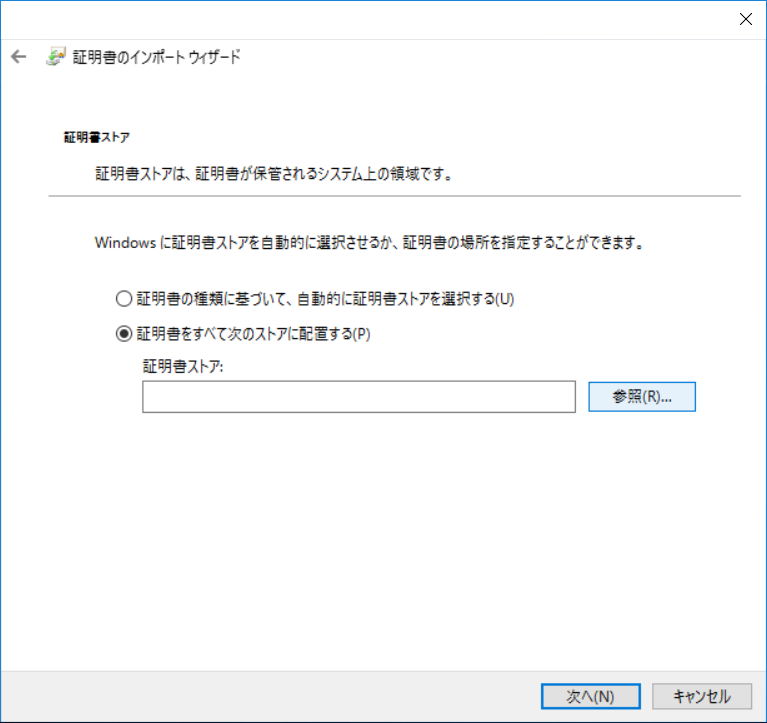 証明書のインポート ウィザード
証明書ストア
証明書ストアは、証明書が保管されるシステム上の領域です。
Windows に証明書ストアを自動的に選択させるか、証明書の場所を指定することができます。
証明書の種類に基づいて、自動的に証明書ストアを選択する(U)
証明書をすべて次のストアに配置する(P)
証明書ストア:
参照(R)...
次へ(N)
キャンセル